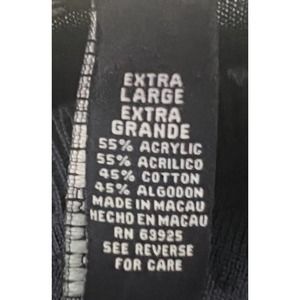 EXTRA
LARGE
EXTRA
GRANDE
55% ACRYLIC
55% ACRILICO
45% COTTON
45% ALGODON
MADE IN MACAU
HECHO EN MACAU
RN 63925
SEE REVERSE
FOR CARE